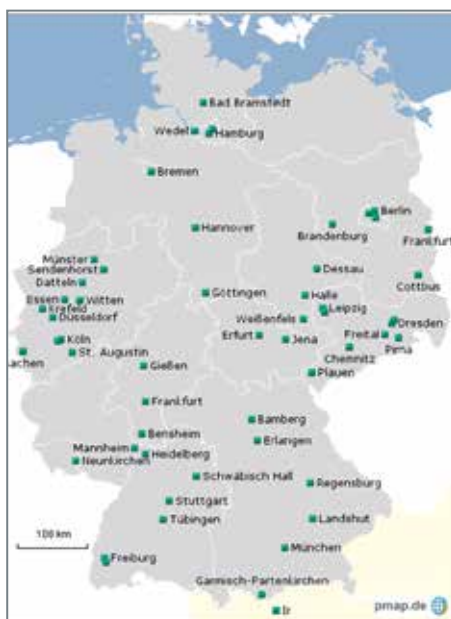 Bad Bramstedt
Wedel
Hamburg
Bremen
Berlin
Brandenburg
Frankfurt
Hannover
Münster
Sendenhorst
Datteln
Dessau
Cottbus
Essen
Witten
Göttingen
Halle
Krefeld
Leipzig
Düsseldorf
Weißenfels
Dresden
Erfurt
Freital
Köln
Jena
Pirna
achen
St. Augustin
Chemnitz
Gießen
Plauen
Frankfurt
Bamberg
Bensheim
Erlangen
Mannheim
Heidelberg
Neunkirchen
Schwäbisch Hall
Regensburg
Stuttgart
Tübingen
Landshut
100 km
München
Freiburg
Garmisch-Partenkirchen
Ir
pmap.de